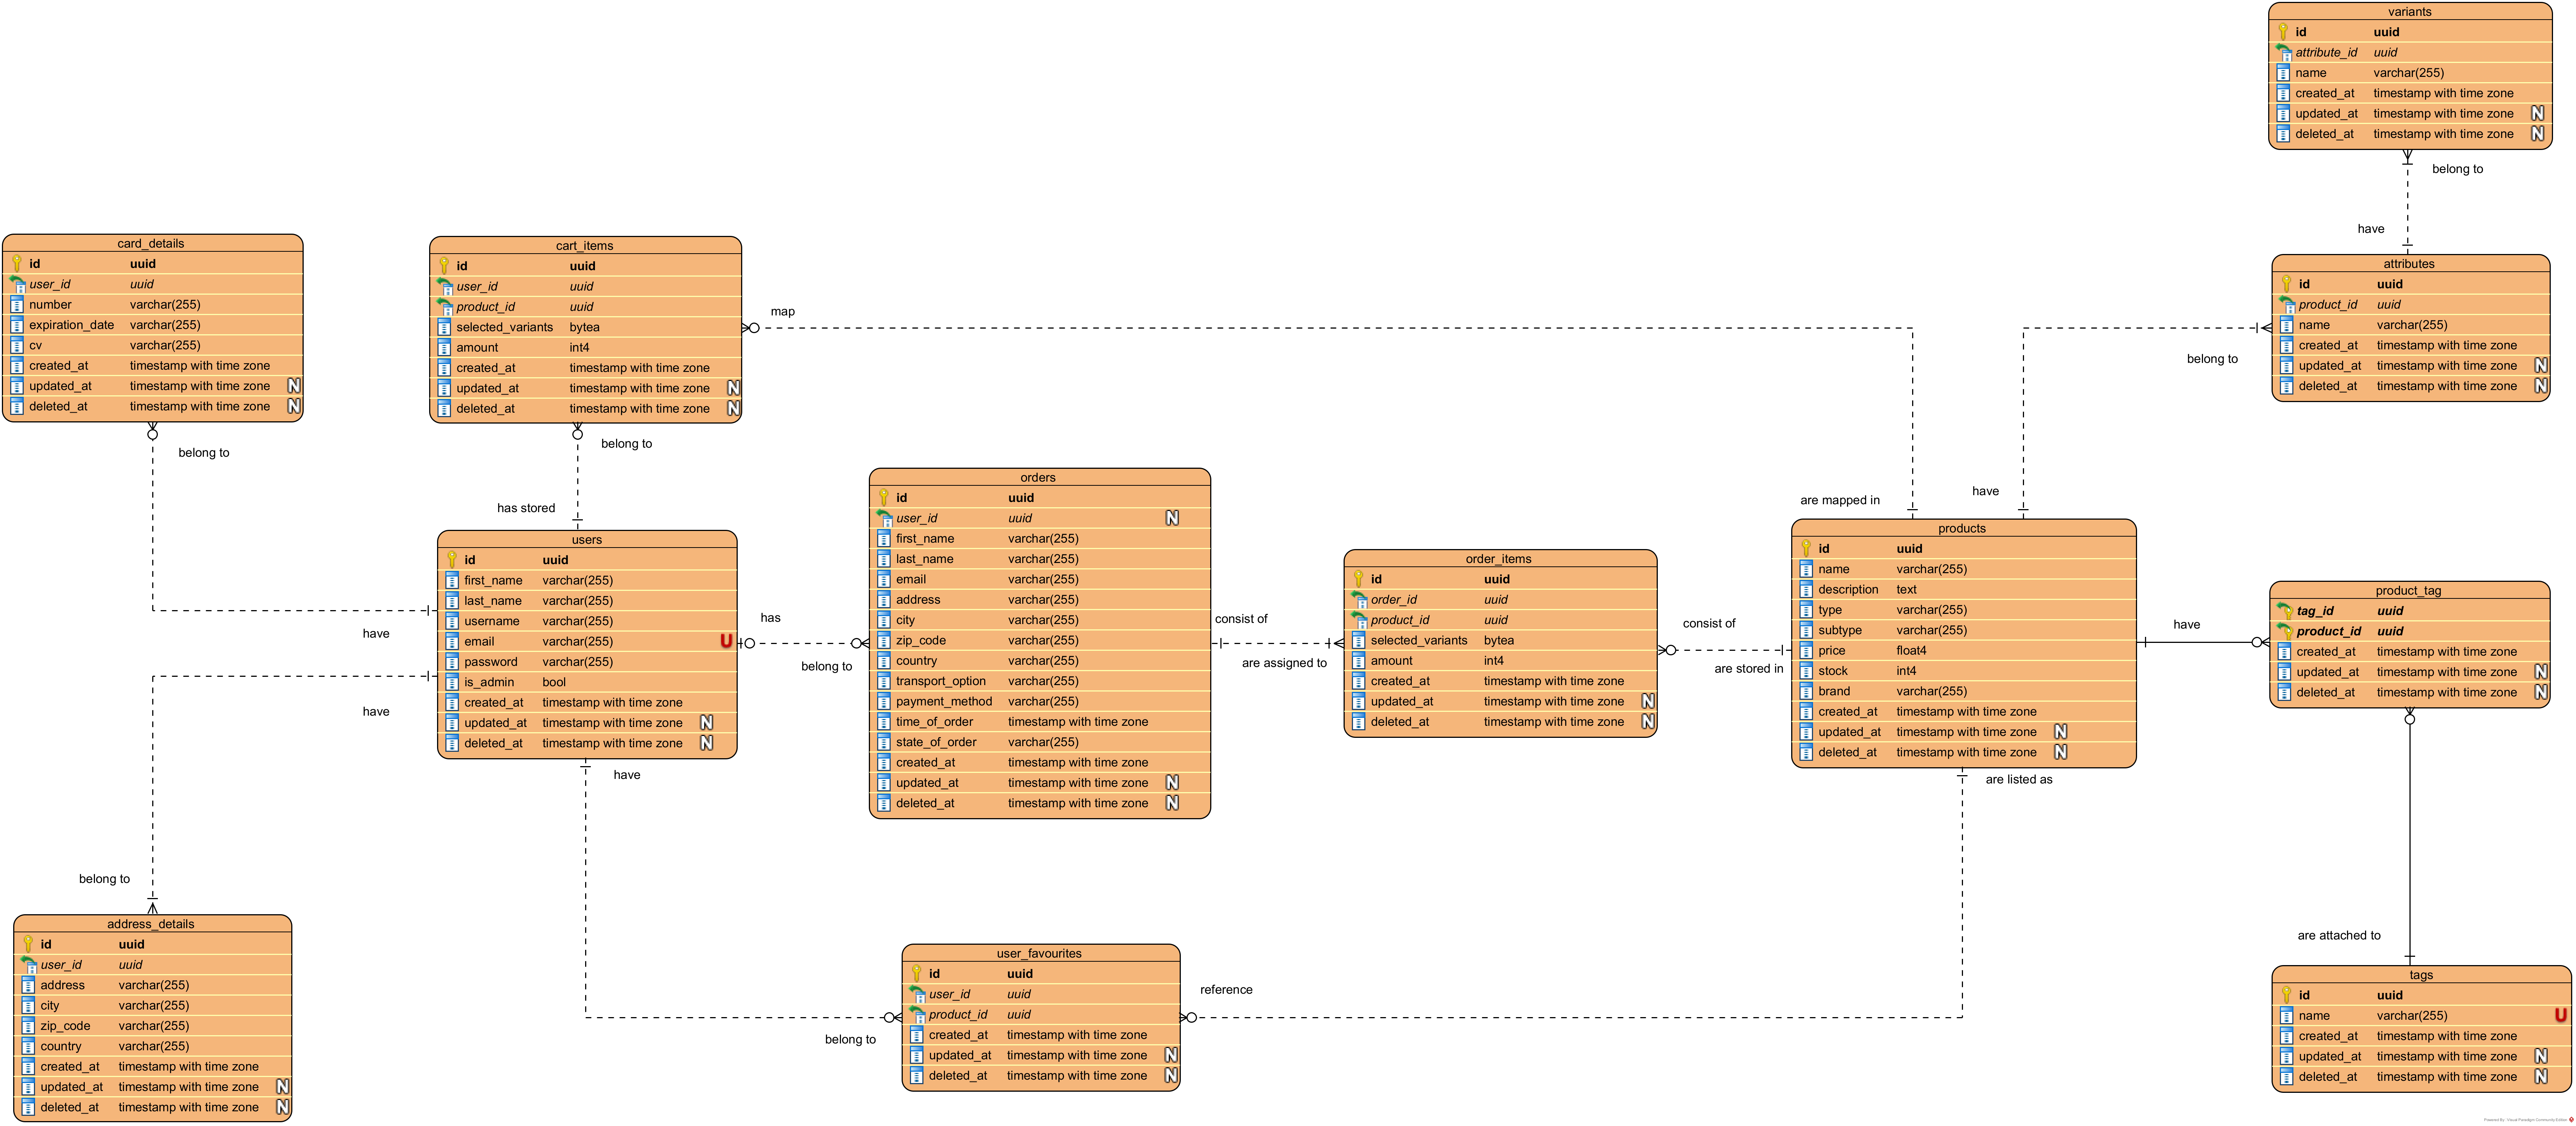 variants
id uuid
attribute_id uuid
name varchar(255)
created_at timestamp with time zone
updated_at timestamp with time zone N
deleted_at timestamp with time zone N
belong to
have
card_details
id uuid
user_id uuid
number varchar(255)
expiration_date varchar(255)
cv varchar(255)
created_at timestamp with time zone
updated_at timestamp with time zone N
deleted_at timestamp with time zone N
belong to
have
cart_items
id uuid
user_id uuid
product_id uuid
selected_variants bytea
amount int4
created_at timestamp with time zone
updated_at timestamp with time zone N
deleted_at timestamp with time zone N
map
belong to
has stored
attributes
id uuid
product_id uuid
name varchar(255)
created_at timestamp with time zone
updated_at timestamp with time zone N
deleted_at timestamp with time zone N
belong to
have
are mapped in
users
id uuid
first_name varchar(255)
last_name varchar(255)
username varchar(255)
email varchar(255) U
password varchar(255)
is_admin bool
created_at timestamp with time zone
updated_at timestamp with time zone N
deleted_at timestamp with time zone N
has
belong to
have
have
orders
id uuid
user_id uuid N
first_name varchar(255)
last_name varchar(255)
email varchar(255)
address varchar(255)
city varchar(255)
zip_code varchar(255)
country varchar(255)
transport_option varchar(255)
payment_method varchar(255)
time_of_order timestamp with time zone
state_of_order varchar(255)
created_at timestamp with time zone
updated_at timestamp with time zone N
deleted_at timestamp with time zone N
consist of
are assigned to
order_items
id uuid
order_id uuid
product_id uuid
selected_variants bytea
amount int4
created_at timestamp with time zone
updated_at timestamp with time zone N
deleted_at timestamp with time zone N
consist of
are stored in
products
id uuid
name varchar(255)
description text
type varchar(255)
subtype varchar(255)
price float4
stock int4
brand varchar(255)
created_at timestamp with time zone
updated_at timestamp with time zone N
deleted_at timestamp with time zone N
have
are listed as
product_tag
tag_id uuid
product_id uuid
created_at timestamp with time zone
updated_at timestamp with time zone N
deleted_at timestamp with time zone N
are attached to
belong to
address_details
id uuid
user_id uuid
address varchar(255)
city varchar(255)
zip_code varchar(255)
country varchar(255)
created_at timestamp with time zone
updated_at timestamp with time zone N
deleted_at timestamp with time zone N
user_favourites
id uuid
user_id uuid
product_id uuid
created_at timestamp with time zone
updated_at timestamp with time zone N
deleted_at timestamp with time zone N
belong to
reference
tags
id uuid
name varchar(255) U
created_at timestamp with time zone
updated_at timestamp with time zone N
deleted_at timestamp with time zone N
Powered By: Visual Paradigm Community Edition